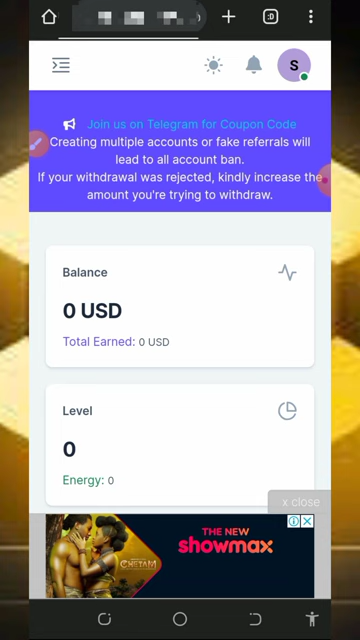 :D
S
Join us on Telegram for Coupon Code
Creating multiple accounts or fake referrals will
lead to all account ban.
If your withdrawal was rejected, kindly increase the
amount you're trying to withdraw.
Balance
0 USD
Total Earned: 0 USD
Level
0
Energy: 0
x close
THE NEW
showmax